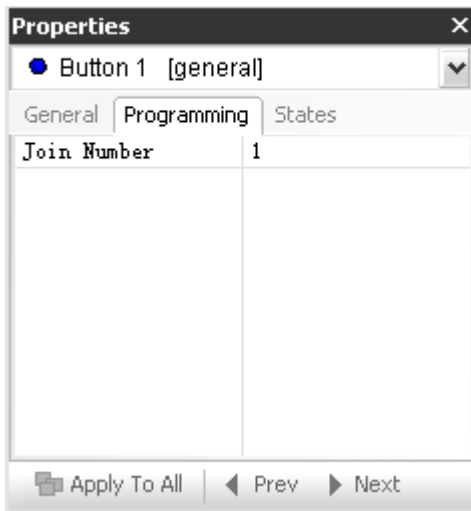 Properties
Button 1 [general]
General Programming States
Join Number 1
Apply To All Prev Next